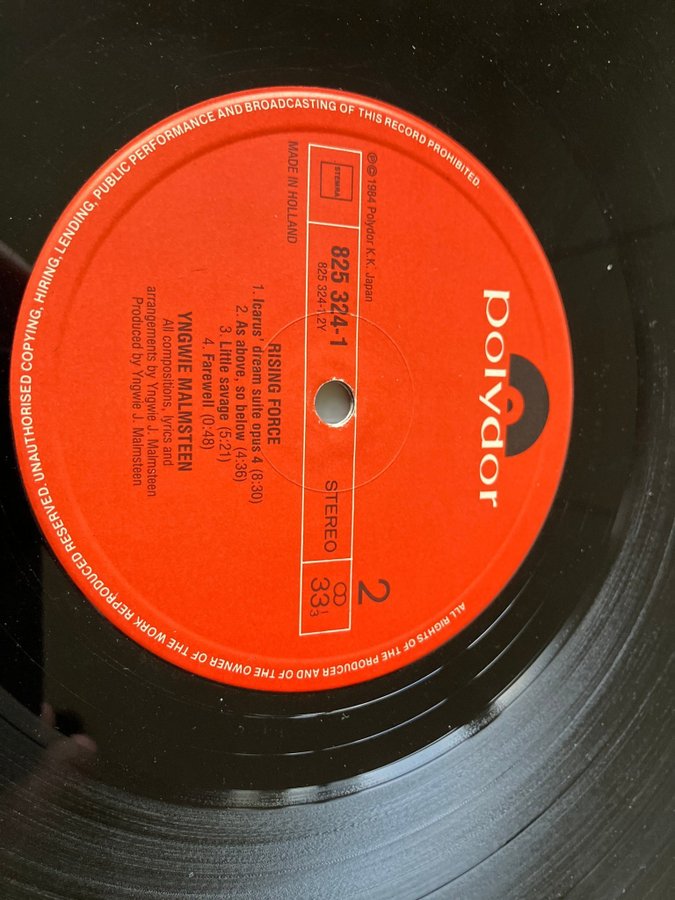 polydor
℗©1984 Polydor K.K. Japan
2
STEMRA
825 324-1
825 324-1.2Y
STEREO
33 1/3
MADE IN HOLLAND
RISING FORCE
1. Icarus' dream suite opus 4 (8:30)
2. As above, so below (4:36)
3. Little savage (5:21)
4. Farewell (0:48)
YNGWIE MALMSTEEN
All compositions, lyrics and
arrangements by Yngwie J. Malmsteen
Produced by Yngwie J. Malmsteen
ALL RIGHTS OF THE PRODUCER AND OF THE OWNER OF THE WORK REPRODUCED RESERVED. UNAUTHORISED COPYING, HIRING, LENDING, PUBLIC PERFORMANCE AND BROADCASTING OF THIS RECORD PROHIBITED.